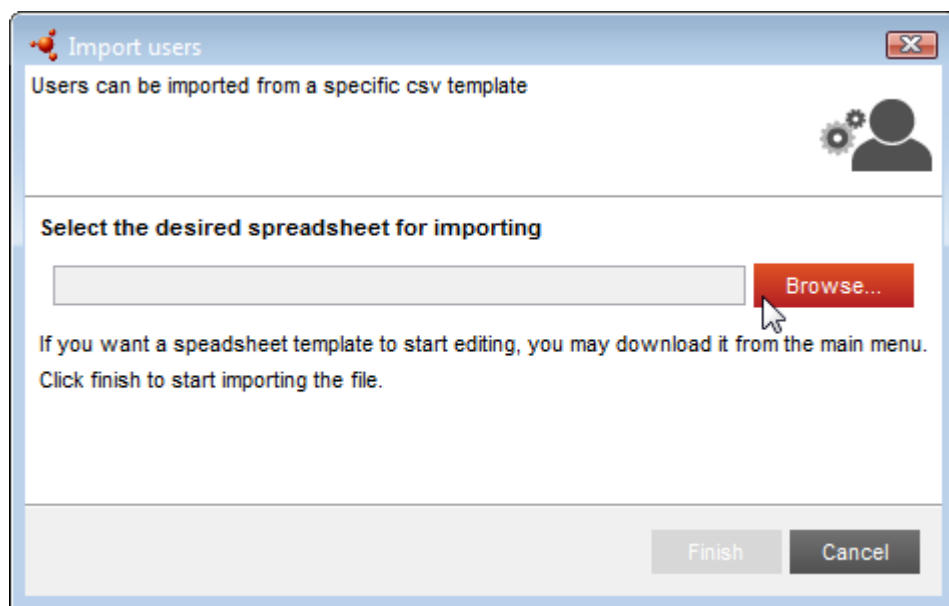 Import users
Users can be imported from a specific csv template
Select the desired spreadsheet for importing
Browse...
If you want a speadsheet template to start editing, you may download it from the main menu.
Click finish to start importing the file.
Finish
Cancel